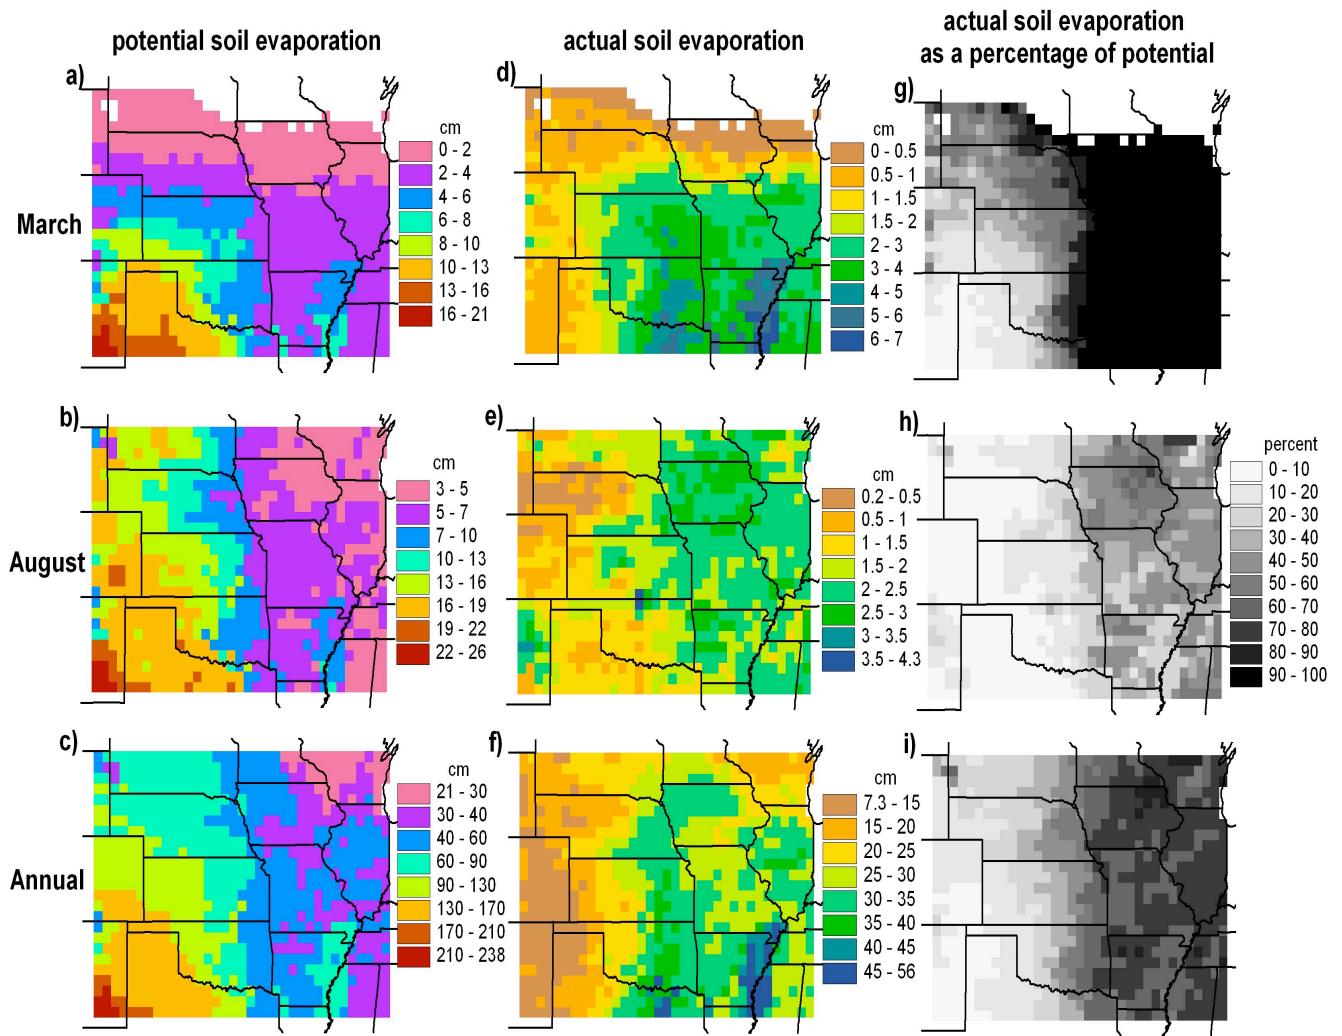 potential soil evaporation
actual soil evaporation
actual soil evaporation
as a percentage of potential
March
August
Annual
a)
cm
0 - 2
2 - 4
4 - 6
6 - 8
8 - 10
10 - 13
13 - 16
16 - 21
d)
cm
0 - 0.5
0.5 - 1
1 - 1.5
1.5 - 2
2 - 3
3 - 4
4 - 5
5 - 6
6 - 7
g)
b)
cm
3 - 5
5 - 7
7 - 10
10 - 13
13 - 16
16 - 19
19 - 22
22 - 26
e)
cm
0.2 - 0.5
0.5 - 1
1 - 1.5
1.5 - 2
2 - 2.5
2.5 - 3
3 - 3.5
3.5 - 4.3
h)
percent
0 - 10
10 - 20
20 - 30
30 - 40
40 - 50
50 - 60
60 - 70
70 - 80
80 - 90
90 - 100
c)
cm
21 - 30
30 - 40
40 - 60
60 - 90
90 - 130
130 - 170
170 - 210
210 - 238
f)
cm
7.3 - 15
15 - 20
20 - 25
25 - 30
30 - 35
35 - 40
40 - 45
45 - 56
i)